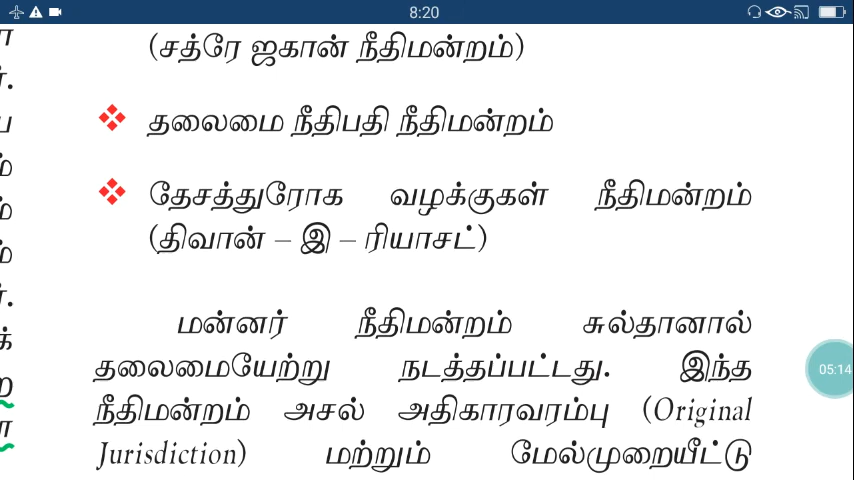 8:20
(சத்ரே ஜகான் நீதிமன்றம்)
தலைமை நீதிபதி நீதிமன்றம்
தேசத்துரோக வழக்குகள் நீதிமன்றம்
(திவான் – இ – ரியாசட்)
மன்னர் நீதிமன்றம் சுல்தானால்
தலைமையேற்று நடத்தப்பட்டது. இந்த
நீதிமன்றம் அசல் அதிகாரவரம்பு (Original
Jurisdiction) மற்றும் மேல்முறையீட்டு
05:14